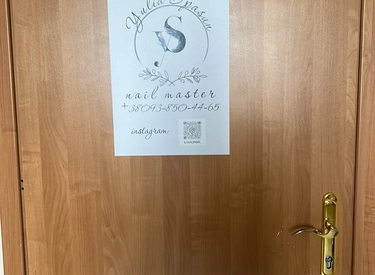 Yulia Spasun
S
nail master
+38093-850-44-65
instagram: